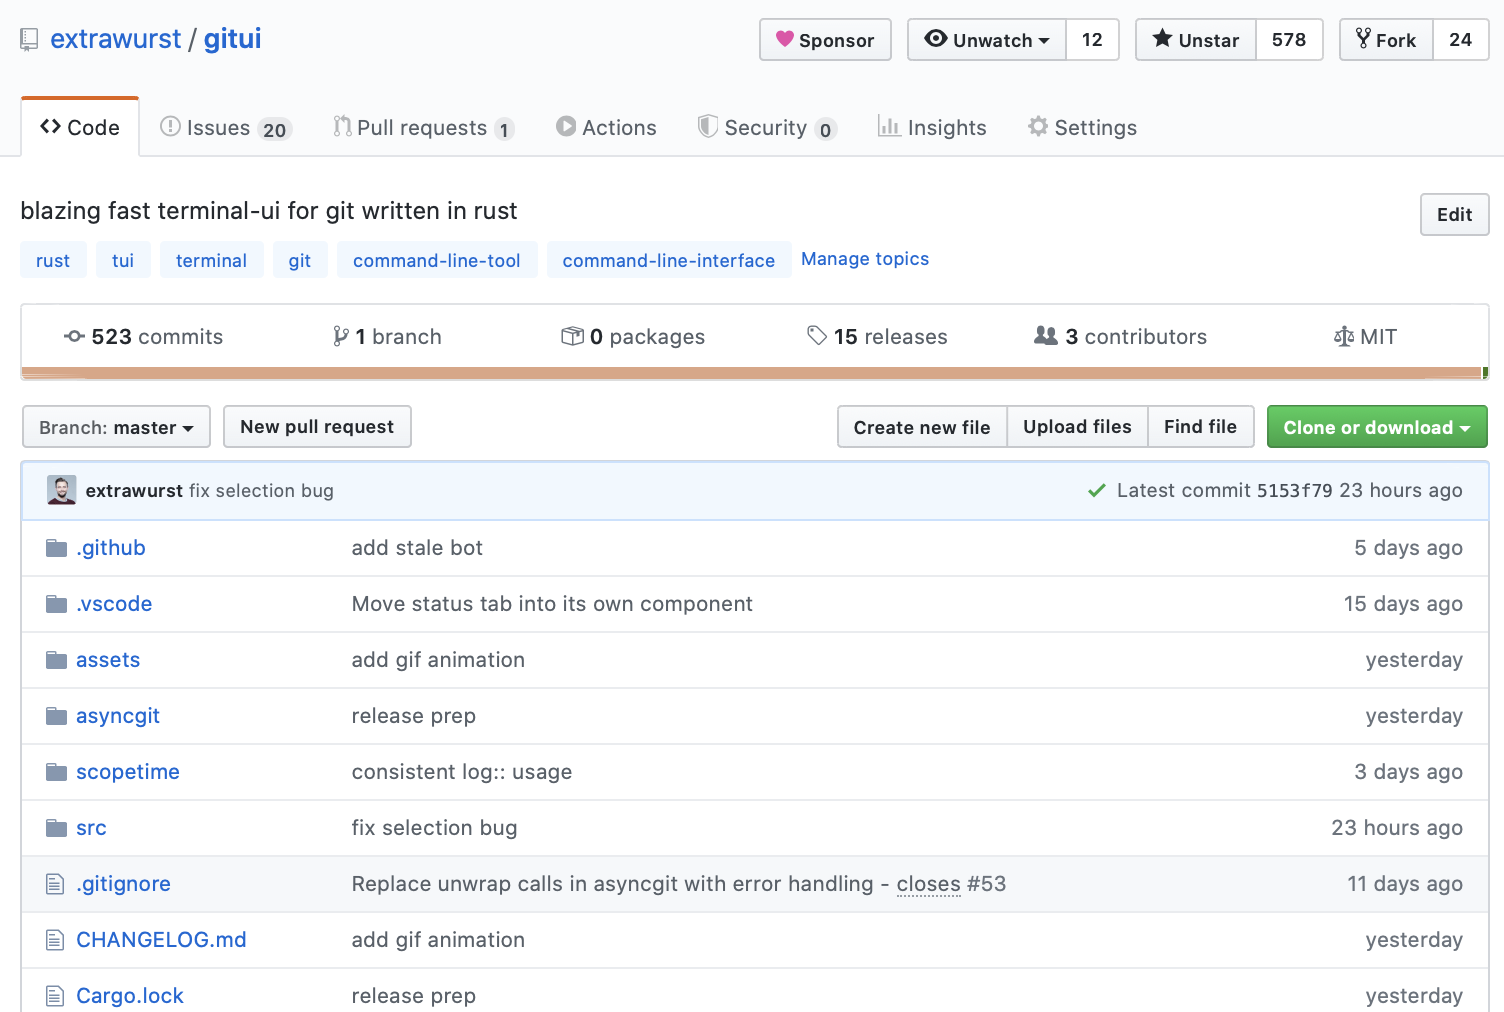 extrawurst / gitui Sponsor Unwatch 12 Unstar 578 Fork 24
Code Issues 20 Pull requests 1 Actions Security 0 Insights Settings
blazing fast terminal-ui for git written in rust Edit
rust tui terminal git command-line-tool command-line-interface Manage topics
523 commits 1 branch 0 packages 15 releases 3 contributors MIT
Branch: master New pull request Create new file Upload files Find file Clone or download
extrawurst fix selection bug Latest commit 5153f79 23 hours ago
.github add stale bot 5 days ago
.vscode Move status tab into its own component 15 days ago
assets add gif animation yesterday
asyncgit release prep yesterday
scopetime consistent log:: usage 3 days ago
src fix selection bug 23 hours ago
.gitignore Replace unwrap calls in asyncgit with error handling - closes #53 11 days ago
CHANGELOG.md add gif animation yesterday
Cargo.lock release prep yesterday